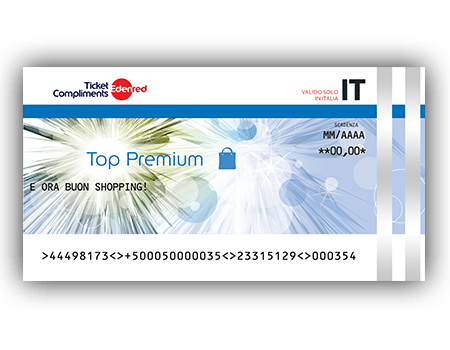 Ticket
Compliments Edenred
VALIDO SOLO
IN ITALIA
IT
SCADENZA
MM/AAAA
**00,00*
Top Premium
E ORA BUON SHOPPING!
>44498173<>+500050000035<>23315129<>000354